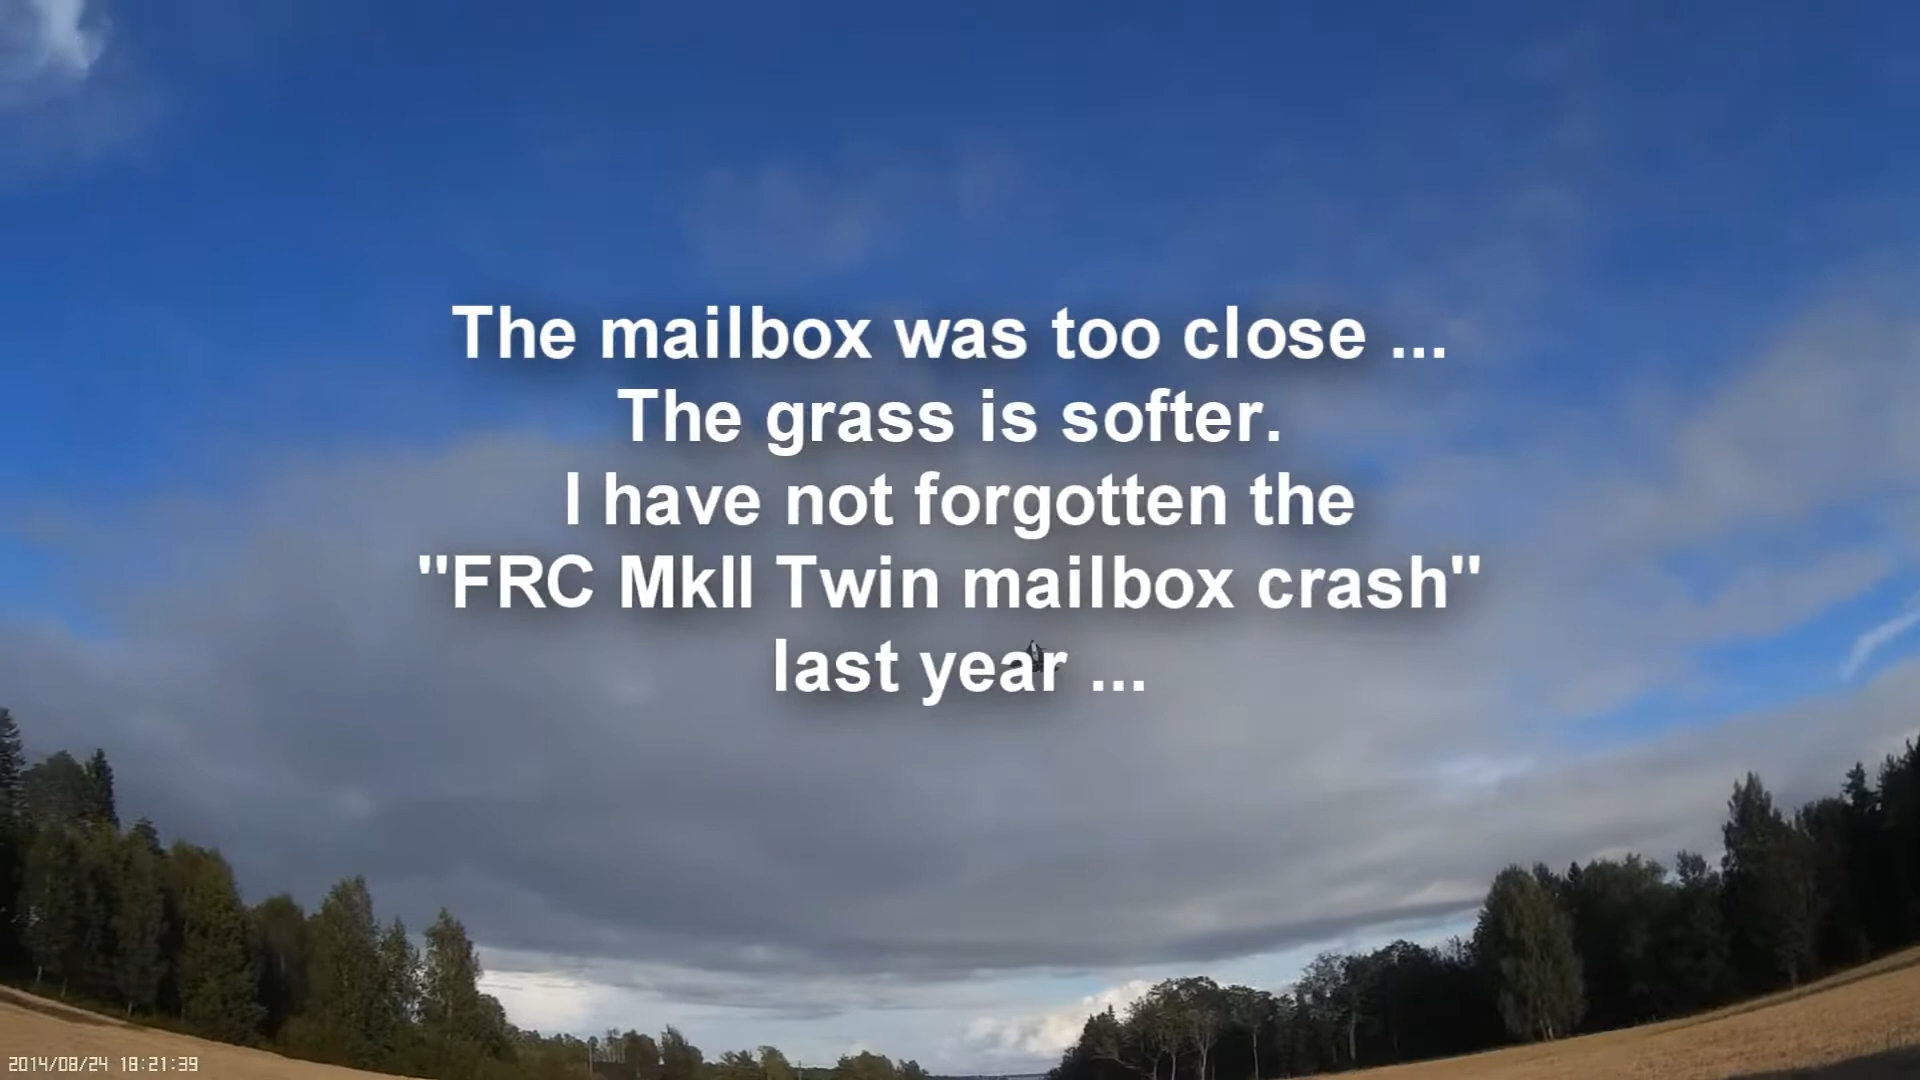 The mailbox was too close ...
The grass is softer.
I have not forgotten the
"FRC MkII Twin mailbox crash"
last year ...
2014/08/24 18:21:39